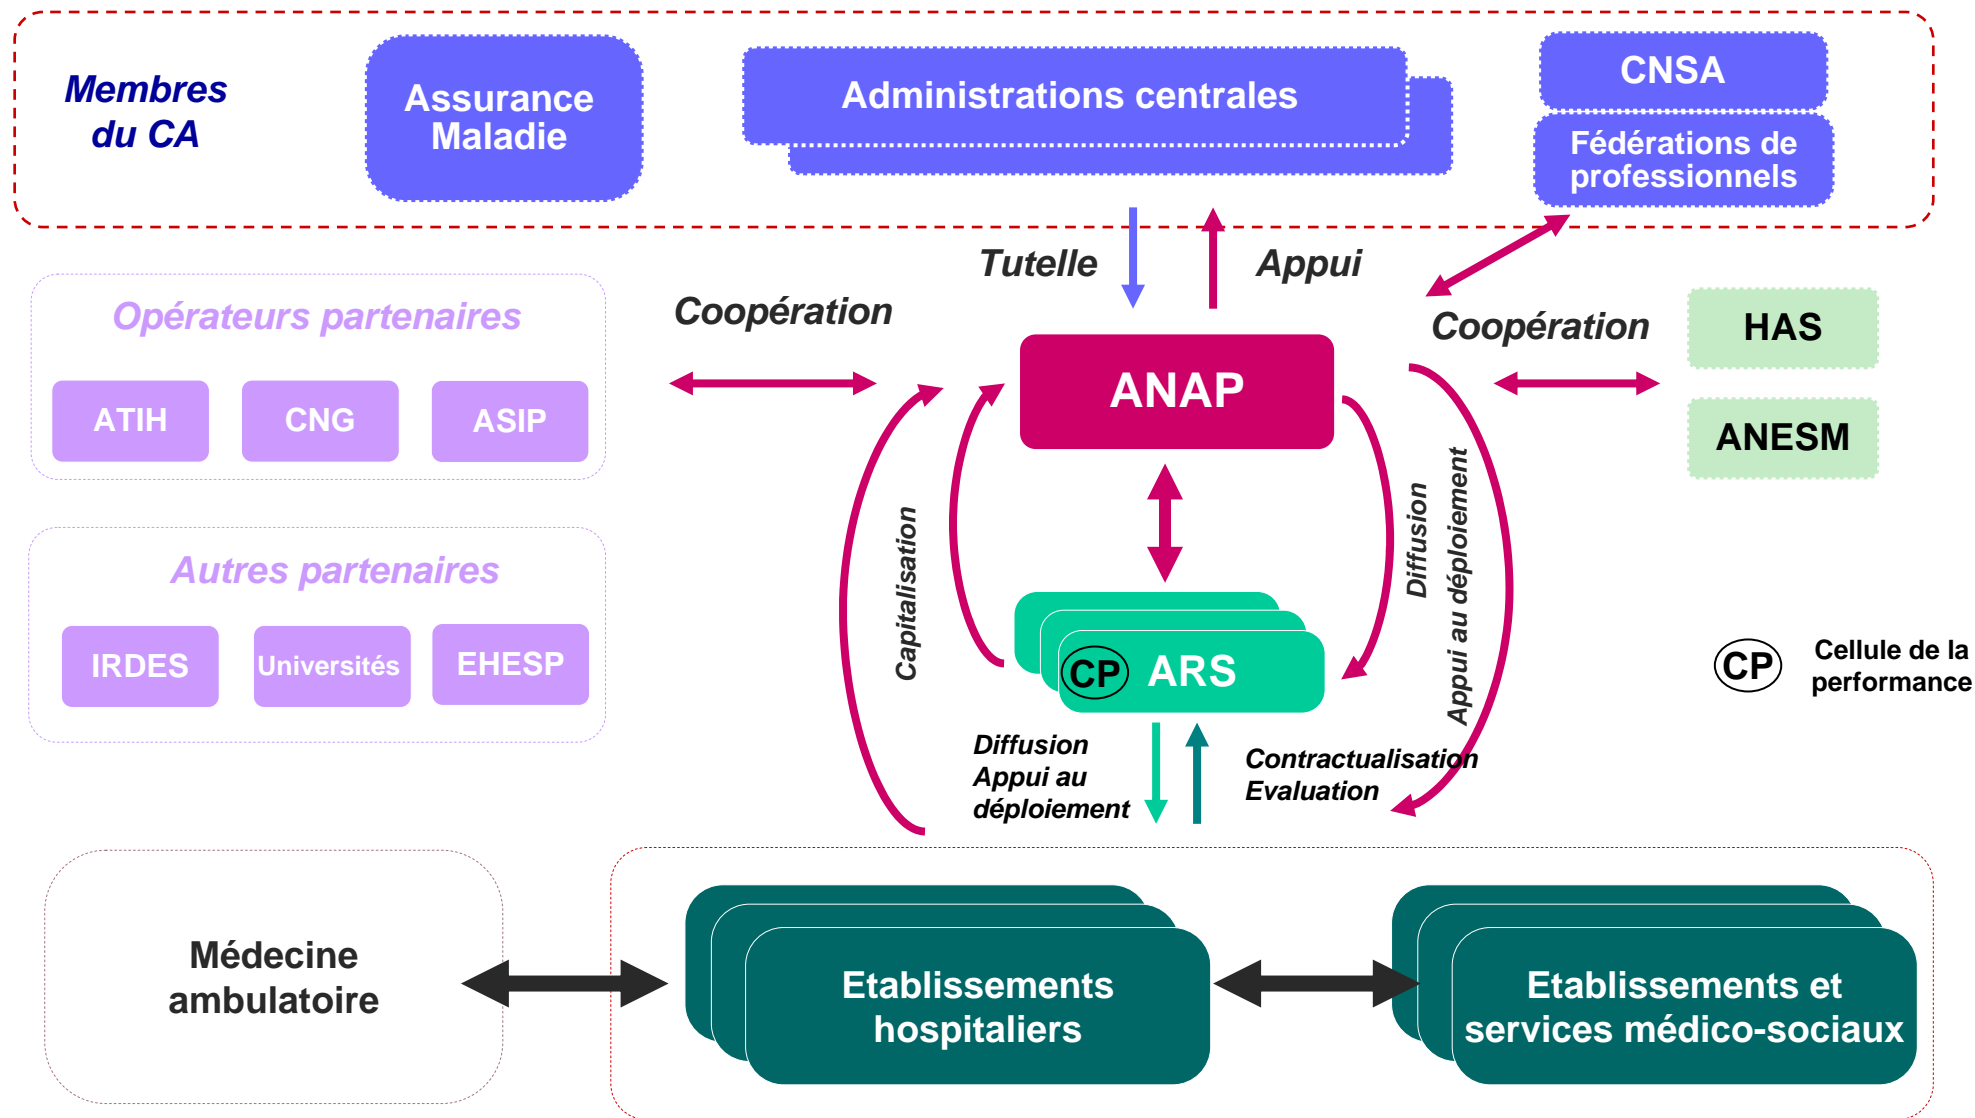 Membres
du CA
Assurance
Maladie
Administrations centrales
CNSA
Fédérations de
professionnels
Tutelle
Appui
Opérateurs partenaires
Coopération
Coopération
HAS
ANAP
ATIH
CNG
ASIP
ANESM
Capitalisation
Diffusion
Appui au déploiement
Autres partenaires
IRDES
Universités
EHESP
CP
ARS
CP
Cellule de la
performance
Diffusion
Appui au
déploiement
Contractualisation
Evaluation
Médecine
ambulatoire
Etablissements
hospitaliers
Etablissements et
services médico-sociaux